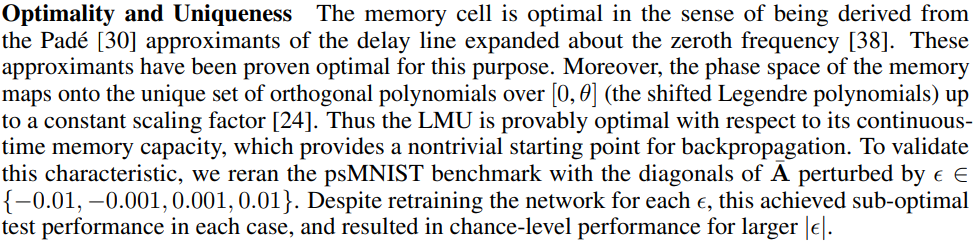 Optimality and Uniqueness The memory cell is optimal in the sense of being derived from
the Padé [30] approximants of the delay line expanded about the zeroth frequency [38]. These
approximants have been proven optimal for this purpose. Moreover, the phase space of the memory
maps onto the unique set of orthogonal polynomials over [0, θ] (the shifted Legendre polynomials) up
to a constant scaling factor [24]. Thus the LMU is provably optimal with respect to its continuous-
time memory capacity, which provides a nontrivial starting point for backpropagation. To validate
this characteristic, we reran the psMNIST benchmark with the diagonals of Ā perturbed by ϵ ∈
{−0.01, −0.001, 0.001, 0.01}. Despite retraining the network for each ϵ, this achieved sub-optimal
test performance in each case, and resulted in chance-level performance for larger |ϵ|.